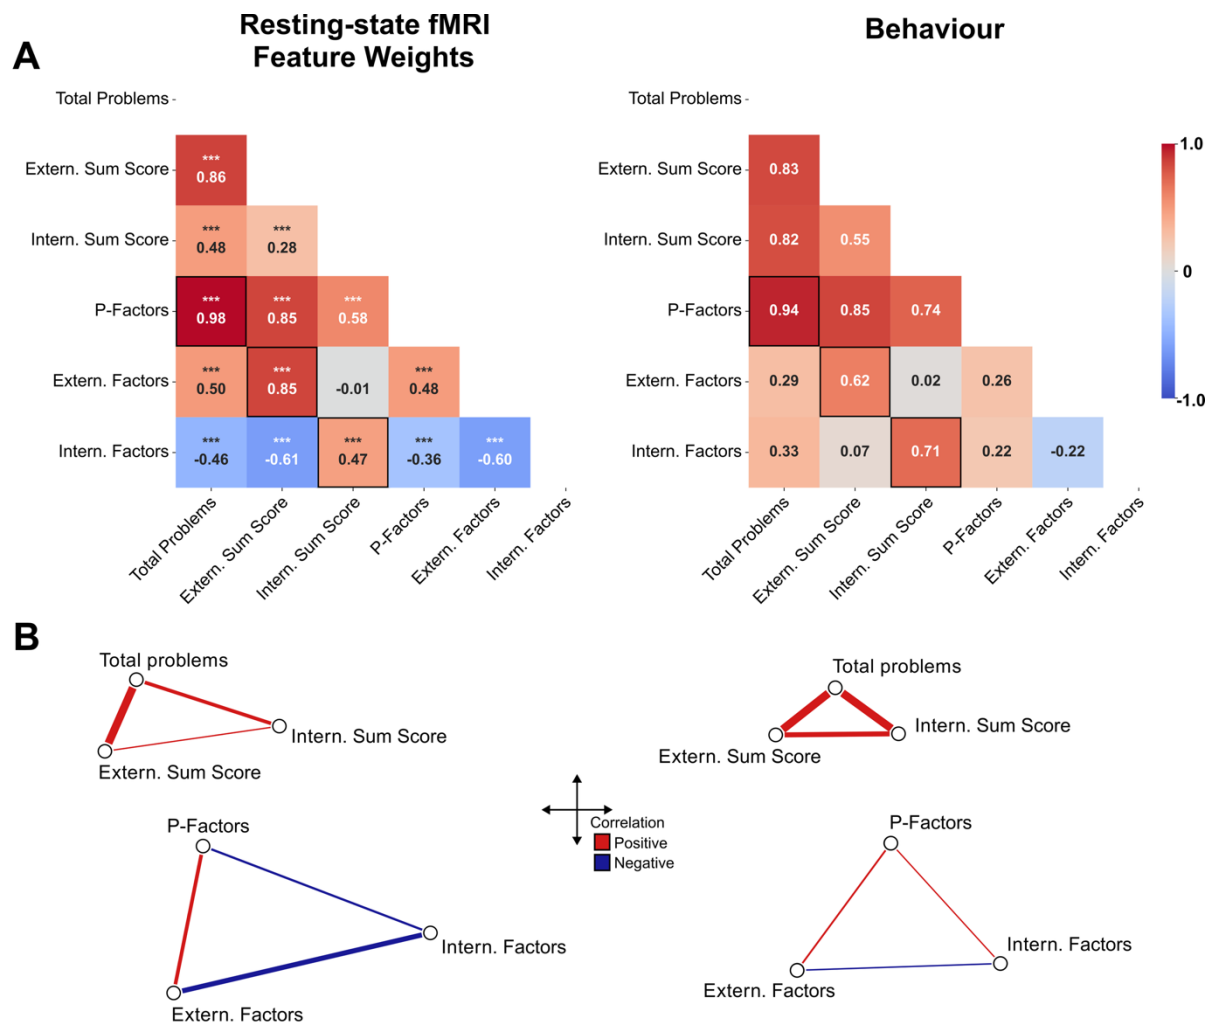 Resting-state fMRI
Feature Weights
Behaviour
A
Total Problems
Extern. Sum Score
*** 
0.86
Intern. Sum Score
*** ***
0.48 0.28
P-Factors
*** *** ***
0.98 0.85 0.58
Extern. Factors
*** *** ***
0.50 0.85 -0.01 0.48
Intern. Factors
*** *** *** *** ***
-0.46 -0.61 0.47 -0.36 -0.60
Total Problems
Extern. Sum Score
Intern. Sum Score
P-Factors
Extern. Factors
Intern. Factors
Total Problems
Extern. Sum Score
0.83
Intern. Sum Score
0.82 0.55
P-Factors
0.94 0.85 0.74
Extern. Factors
0.29 0.62 0.02 0.26
Intern. Factors
0.33 0.07 0.71 0.22 -0.22
Total Problems
Extern. Sum Score
Intern. Sum Score
P-Factors
Extern. Factors
Intern. Factors
1.0
0
-1.0
B
Total problems
Intern. Sum Score
Extern. Sum Score
P-Factors
Intern. Factors
Extern. Factors
Correlation
Positive
Negative
Total problems
Intern. Sum Score
Extern. Sum Score
P-Factors
Intern. Factors
Extern. Factors